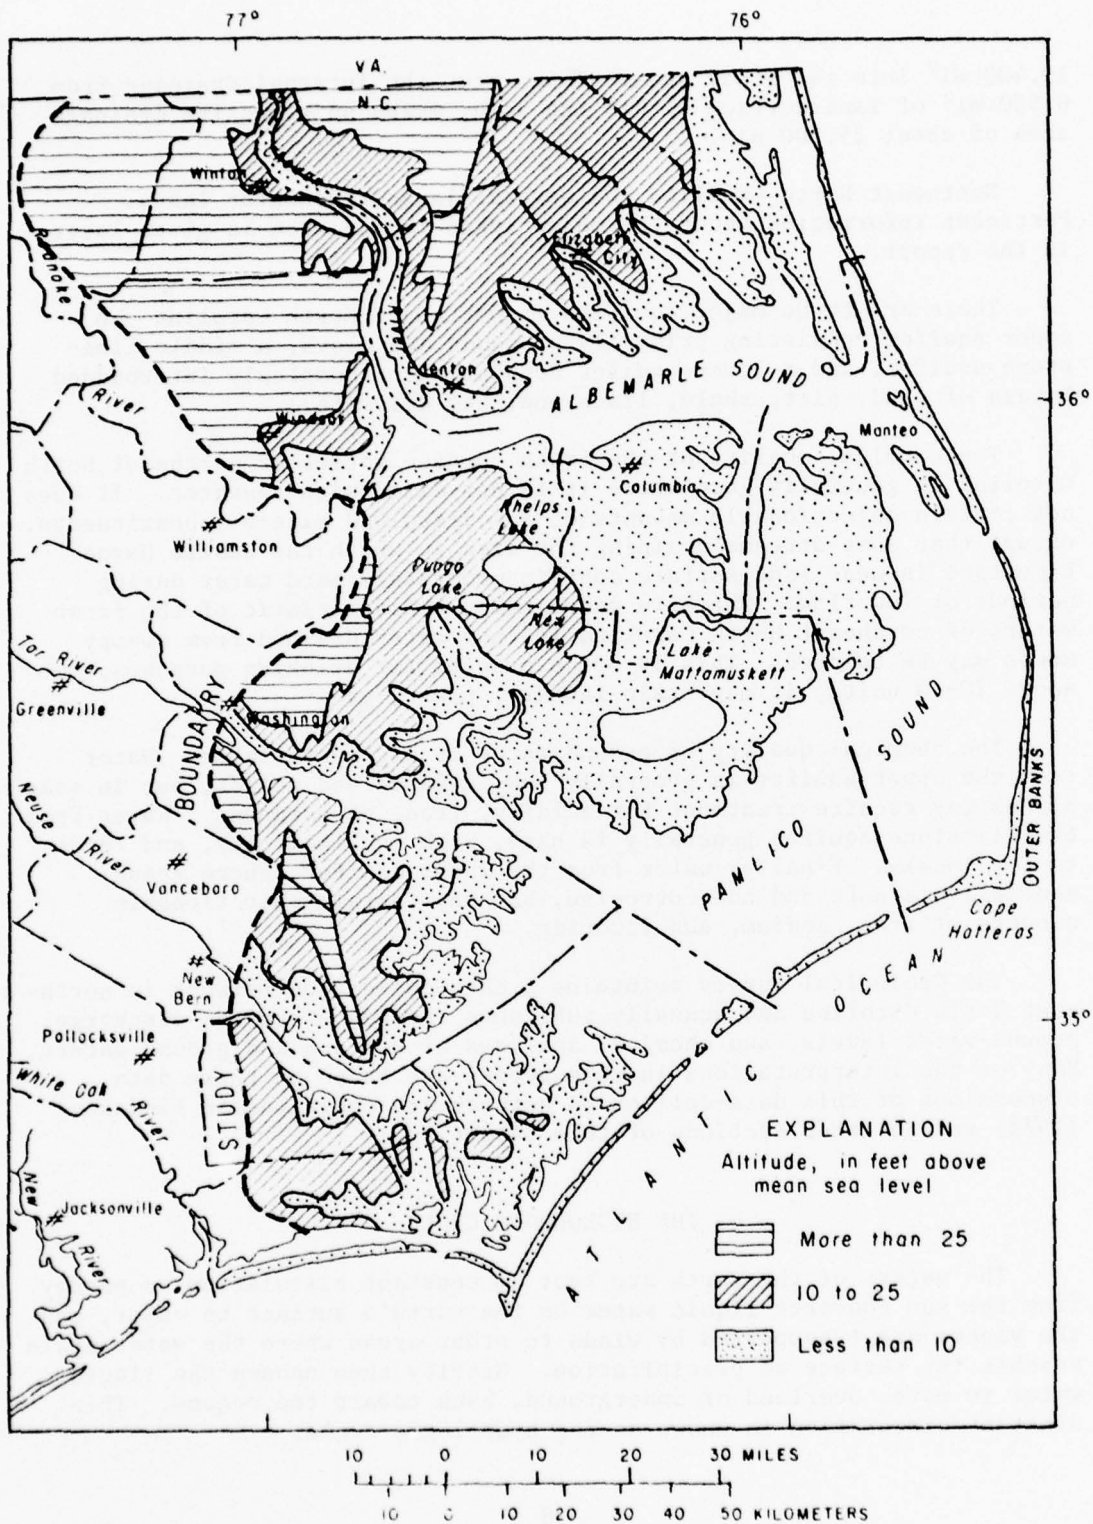 77°
76°
VA.
N.C.
Winton
Chowan
River
Elizabeth
City
Roanoke
River
Edenton
ALBEMARLE SOUND
36°
Windsor
Manteo
Columbia
Phelps
Lake
Williamston
Pungo
Lake
New
Lake
Lake
Mattamuskett
Tar River
Greenville
Washington
STUDY BOUNDARY
Neuse River
Vanceboro
PAMLICO SOUND
OUTER BANKS
Cape
Hatteras
New
Bern
Pollocksville
35°
White Oak River
ATLANTIC OCEAN
New River
Jacksonville
EXPLANATION
Altitude, in feet above
mean sea level
More than 25
10 to 25
Less than 10
10 0 10 20 30 MILES
10 0 10 20 30 40 50 KILOMETERS